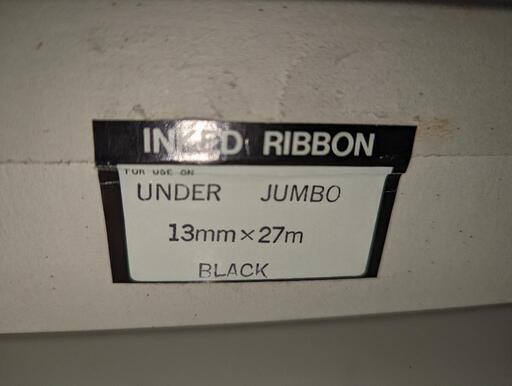 INKED RIBBON
FOR USE ON
UNDER JUMBO
13mm×27m
BLACK